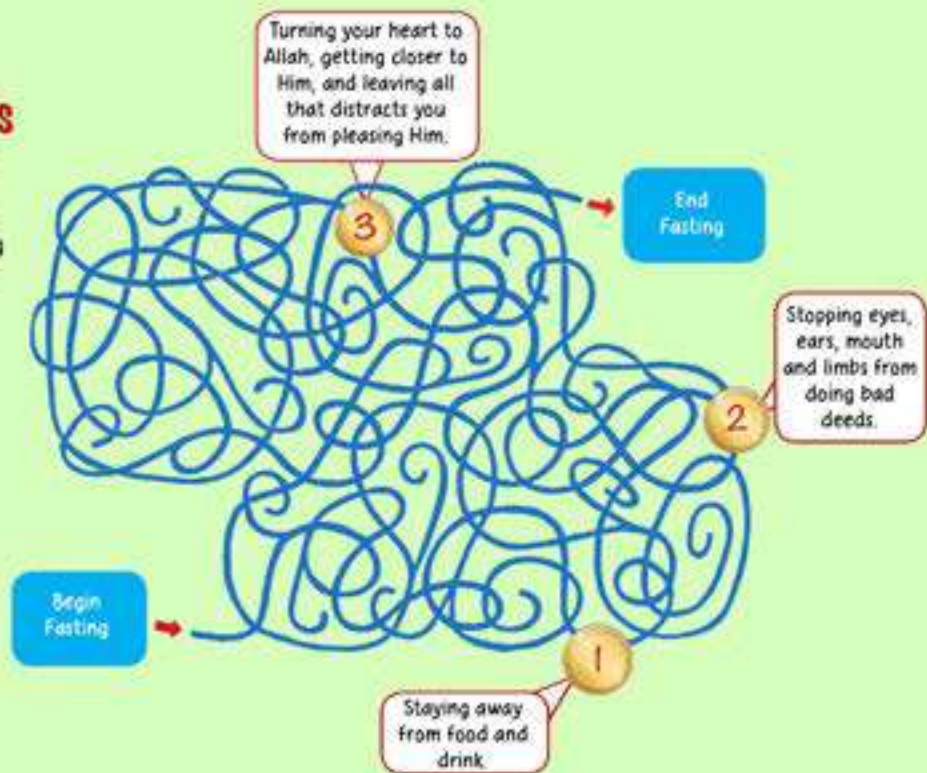 Turning your heart to
Allah, getting closer to
Him, and leaving all
that distracts you
from pleasing Him.
3
End
Fasting
Stopping eyes,
ears, mouth
and limbs from
doing bad
deeds.
2
Begin
Fasting
1
Staying away
from food and
drink.